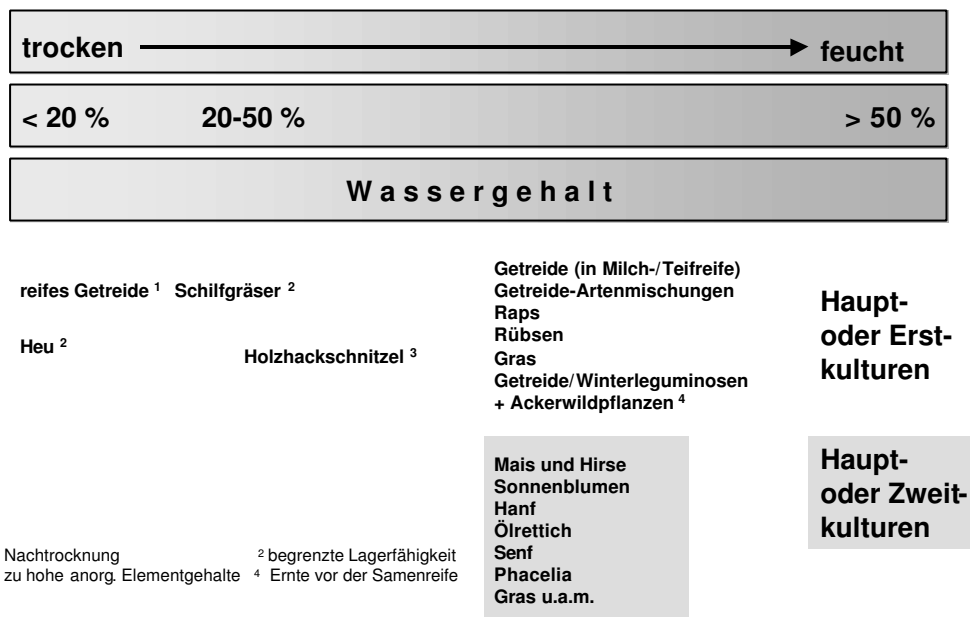 trocken feucht
< 20 % 20-50 % > 50 %
Wassergehalt
reifes Getreide ¹ Schilfgräser ²
Heu ²
Holzhackschnitzel ³
Getreide (in Milch-/Teifreife)
Getreide-Artenmischungen
Raps
Rübsen
Gras
Getreide/Winterleguminosen
+ Ackerwildpflanzen ⁴
Haupt-
oder Erst-
kulturen
Mais und Hirse
Sonnenblumen
Hanf
Ölrettich
Senf
Phacelia
Gras u.a.m.
Haupt-
oder Zweit-
kulturen
Nachtrocknung ² begrenzte Lagerfähigkeit
zu hohe anorg. Elementgehalte ⁴ Ernte vor der Samenreife